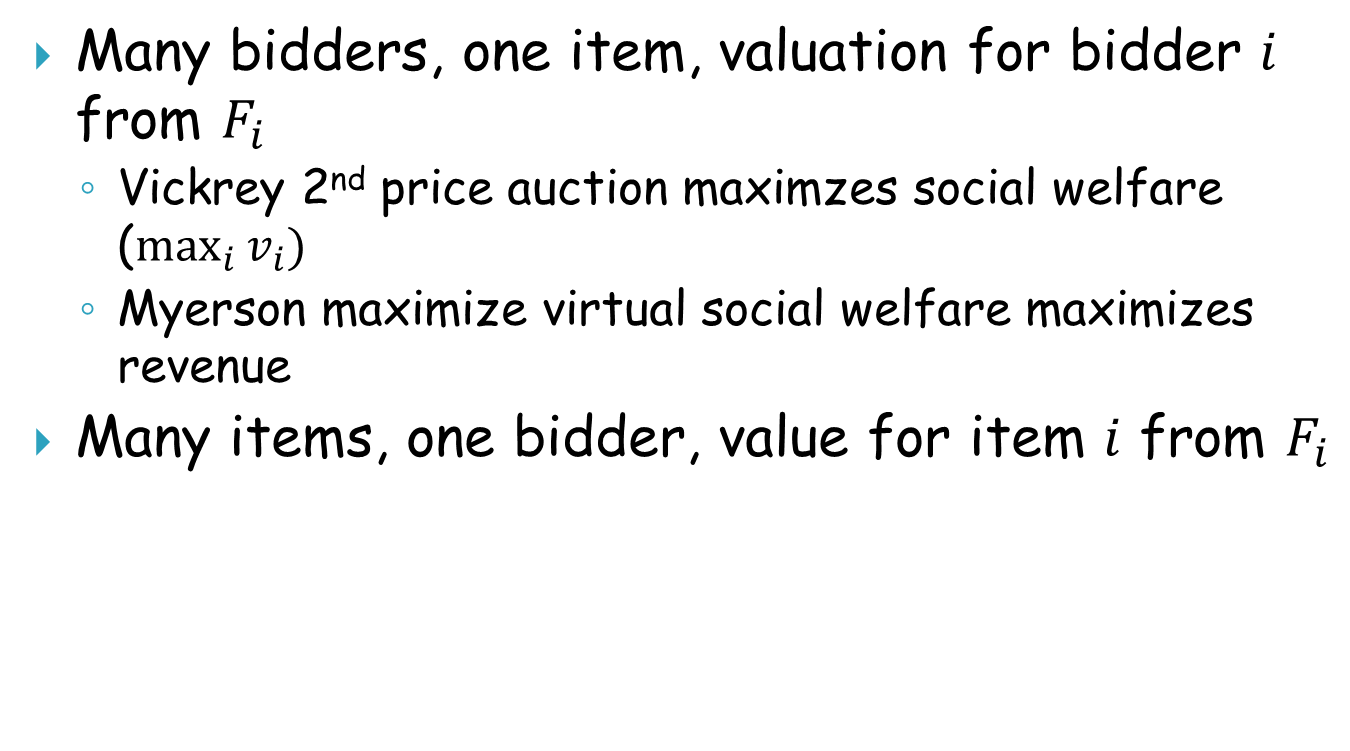 Many bidders, one item, valuation for bidder 𝑖
from 𝐹ᵢ
Vickrey 2ⁿᵈ price auction maximzes social welfare
(maxᵢ 𝑣ᵢ)
Myerson maximize virtual social welfare maximizes
revenue
Many items, one bidder, value for item 𝑖 from 𝐹ᵢ